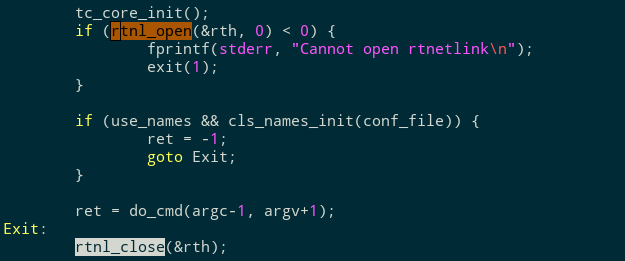 tc_core_init();
if (rtnl_open(&rth, 0) < 0) {
fprintf(stderr, "Cannot open rtnetlink\n");
exit(1);
}
if (use_names && cls_names_init(conf_file)) {
ret = -1;
goto Exit;
}
ret = do_cmd(argc-1, argv+1);
Exit:
rtnl_close(&rth);